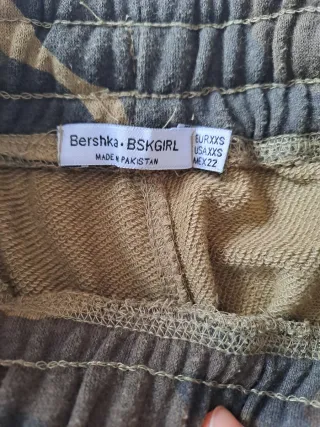 Bershka • BSKGIRL
MADE IN PAKISTAN
EUR XXS
USA XXS
MEX 22